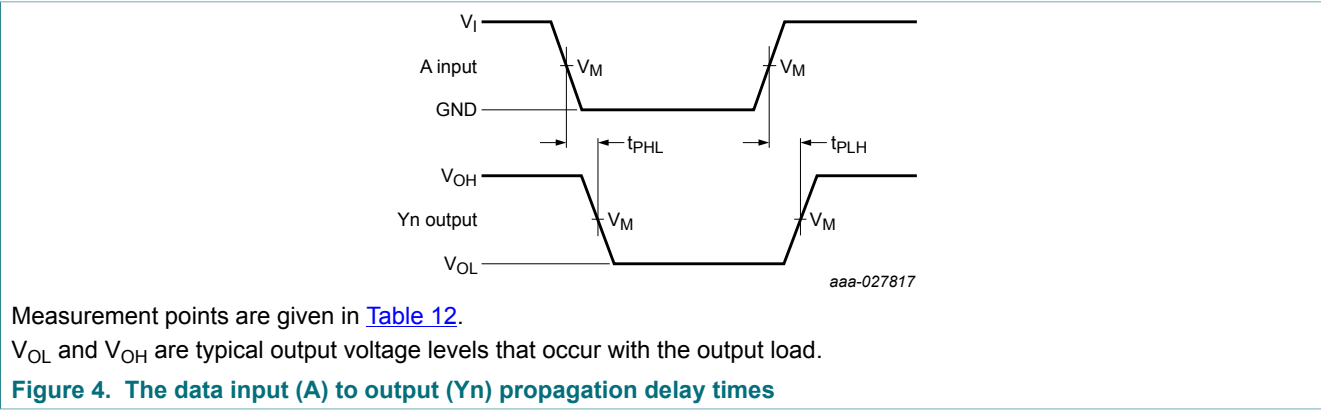 VI
A input
VM
VM
GND
tPHL
tPLH
VOH
Yn output
VM
VM
VOL
aaa-027817
Measurement points are given in Table 12.
VOL and VOH are typical output voltage levels that occur with the output load.
Figure 4. The data input (A) to output (Yn) propagation delay times